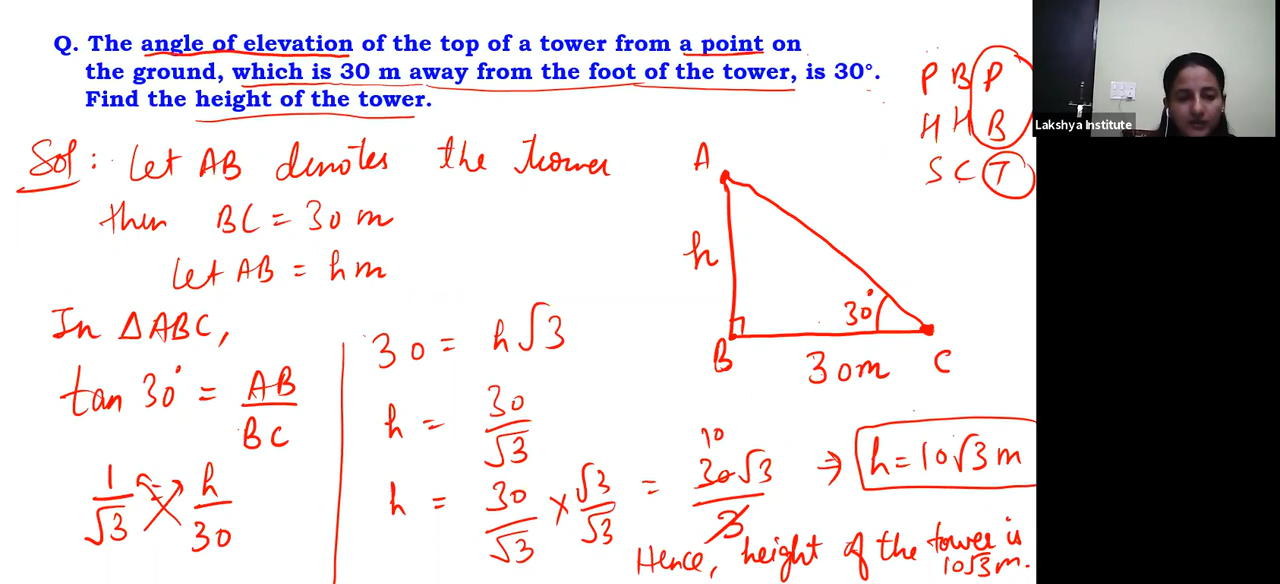 Q. The angle of elevation of the top of a tower from a point on
the ground, which is 30 m away from the foot of the tower, is 30°.
Find the height of the tower.
P B P
H H B
S C T
Lakshya Institute
Sol : Let AB denotes the tower
then BC = 30 m
let AB = h m
In △ABC,
tan 30° = AB/BC
1/√3 = h/30
30 = h√3
h = 30/√3
h = 30/√3 × √3/√3 = 30√3/3
10
⇒ h = 10√3 m
Hence, height of the tower is
10√3 m.
A
h
B
30°
30m
C